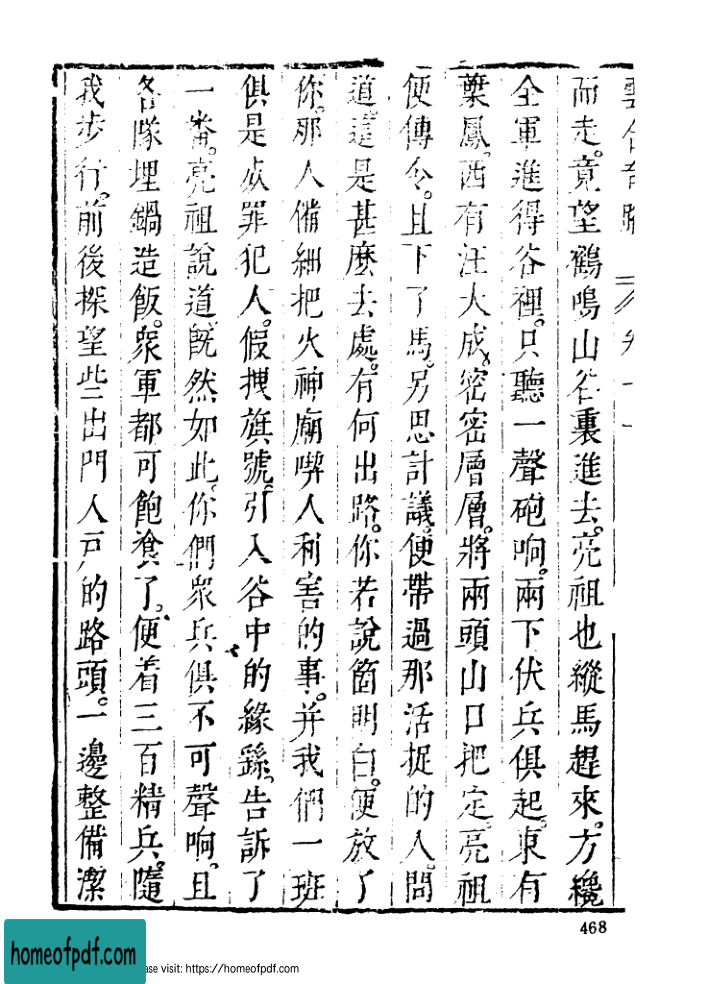 雲合奇蹤 卷十一
而走。竟望鶴鳴山谷裏進去。亮祖也縱馬趕來。方纔
全軍進得谷裡。只聽一聲砲响。兩下伏兵俱起。東有
葉鳳。西有汪大成。密密層層。將兩頭山口把定。亮祖
便傳令。且下了馬。另思計議。便帶過那活捉的人。問
道。這是甚麼去處。有何出路。你若說箇明白。便放了
你。那人備細把火神廟喫人利害的事。并我們一班
俱是死罪犯人。假拽旗號。引入谷中的緣繇。告訴了
一番。亮祖說道既然如此。你們衆兵俱不可聲响。且
各隊埋鍋造飯。衆軍都可飽飡了。便着三百精兵。隨
我步行。前後探望些出門人戸的路頭。一邊整備潔
468
homeofpdf.com
ase visit: https://homeofpdf.com